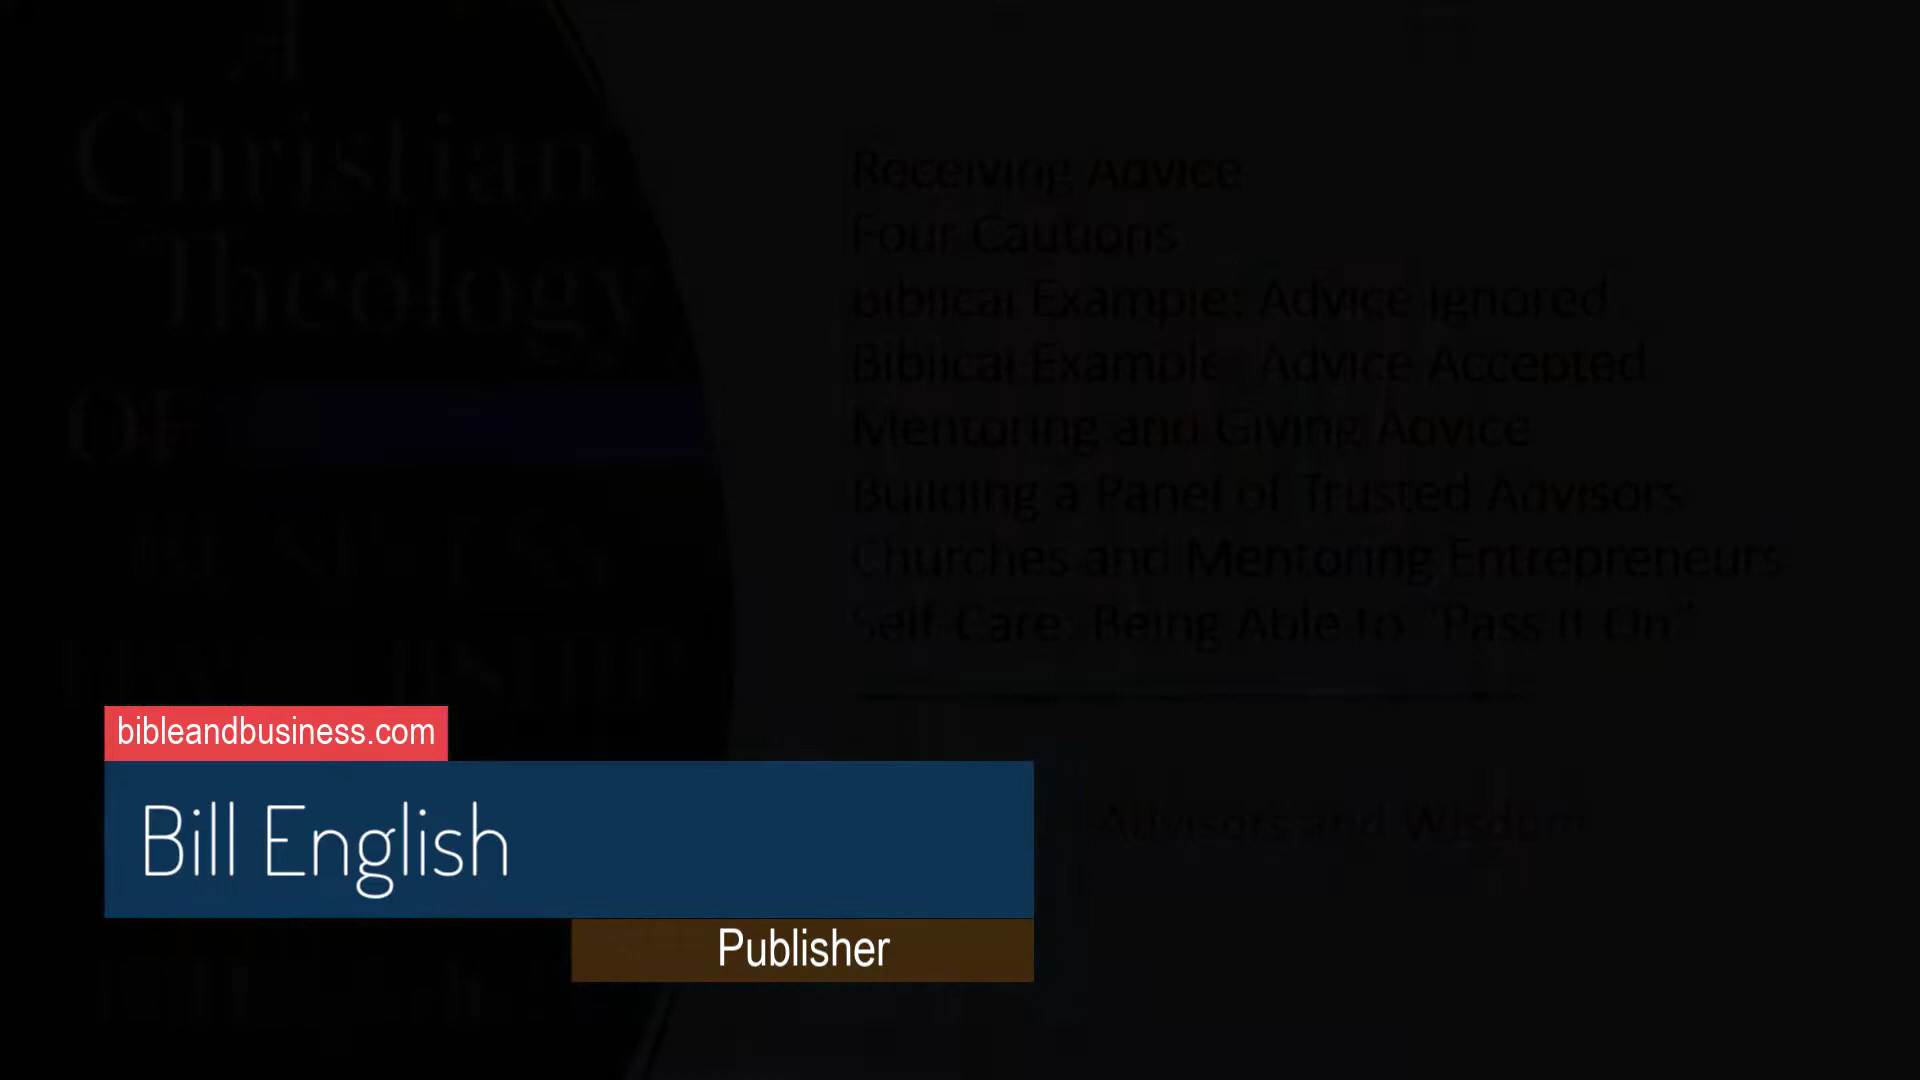 A
Christian
Theology
OF
BUSINESS
Receiving Advice
Four Cautions
Biblical Example: Advice Ignored
Biblical Example: Advice Accepted
Mentoring and Giving Advice
Building a Panel of Trusted Advisors
Churches and Mentoring Entrepreneurs
Self-Care: Being Able to "Pass It On"
Advisors and Wisdom
bibleandbusiness.com
Bill English
Publisher